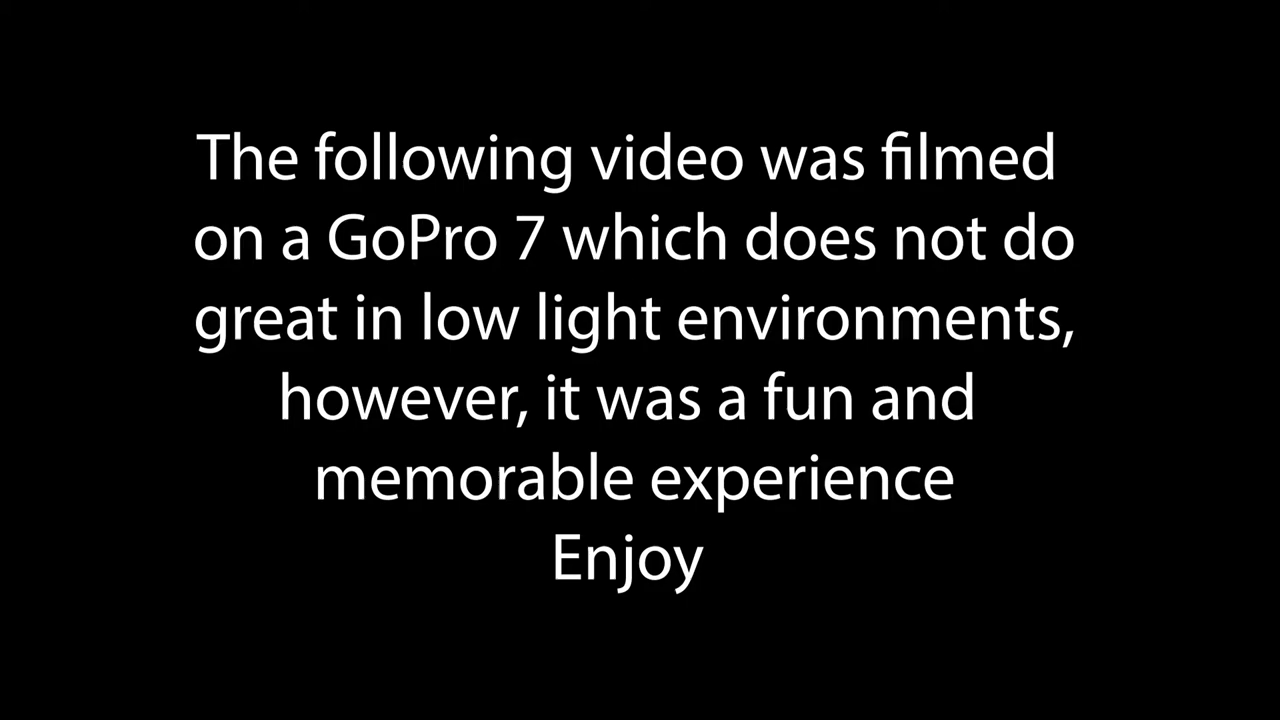 The following video was filmed
on a GoPro 7 which does not do
great in low light environments,
however, it was a fun and
memorable experience
Enjoy